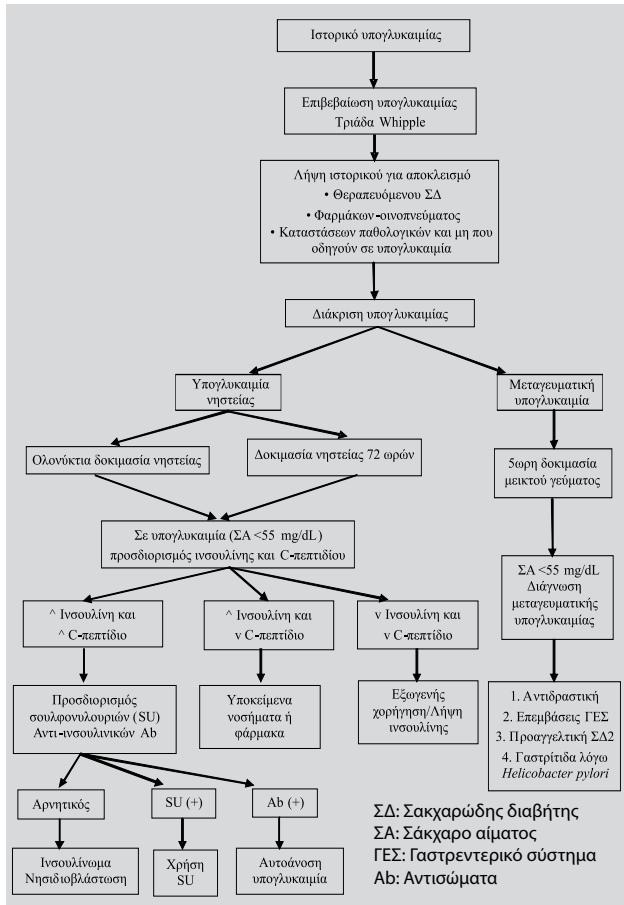 Ιστορικό υπογλυκαιμίας
Επιβεβαίωση υπογλυκαιμίας
Τριάδα Whipple
Λήψη ιστορικού για αποκλεισμό
• Θεραπευόμενου ΣΔ
• Φαρμάκων-οινοπνεύματος
• Καταστάσεων παθολογικών και μη που
οδηγούν σε υπογλυκαιμία
Διάκριση υπογλυκαιμίας
Υπογλυκαιμία
νηστείας
Μεταγευματική
υπογλυκαιμία
Ολονύκτια δοκιμασία νηστείας
Δοκιμασία νηστείας 72 ωρών
5ωρη δοκιμασία
μεικτού γεύματος
Σε υπογλυκαιμία (ΣΑ <55 mg/dL)
προσδιορισμός ινσουλίνης και C-πεπτιδίου
ΣΑ <55 mg/dL
Διάγνωση
μεταγευματικής
υπογλυκαιμίας
^ Ινσουλίνη και
^ C-πεπτίδιο
^ Ινσουλίνη και
v C-πεπτίδιο
v Ινσουλίνη και
v C-πεπτίδιο
Προσδιορισμός
σουλφονυλουριών (SU)
Αντι-ινσουλινικών Ab
Υποκείμενα
νοσήματα ή
φάρμακα
Εξωγενής
χορήγηση/Λήψη
ινσουλίνης
1. Αντιδραστική
2. Επεμβάσεις ΓΕΣ
3. Προαγγελτική ΣΔ2
4. Γαστρίτιδα λόγω
Helicobacter pylori
Αρνητικός
SU (+)
Ab (+)
Ινσουλίνωμα
Νησιδιοβλάστωση
Χρήση
SU
Αυτοάνοση
υπογλυκαιμία
ΣΔ: Σακχαρώδης διαβήτης
ΣΑ: Σάκχαρο αίματος
ΓΕΣ: Γαστρεντερικό σύστημα
Ab: Αντισώματα